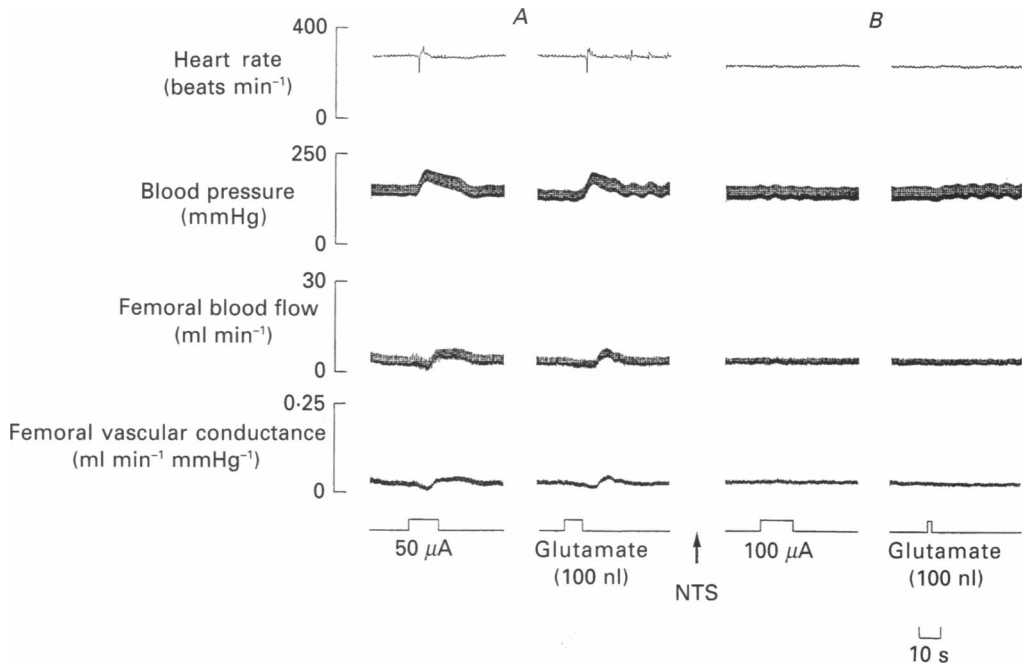 A
B
400
Heart rate
(beats min⁻¹)
0
250
Blood pressure
(mmHg)
0
30
Femoral blood flow
(ml min⁻¹)
0
0·25
Femoral vascular conductance
(ml min⁻¹ mmHg⁻¹)
0
50 μA
Glutamate
(100 nl)
NTS
100 μA
Glutamate
(100 nl)
10 s